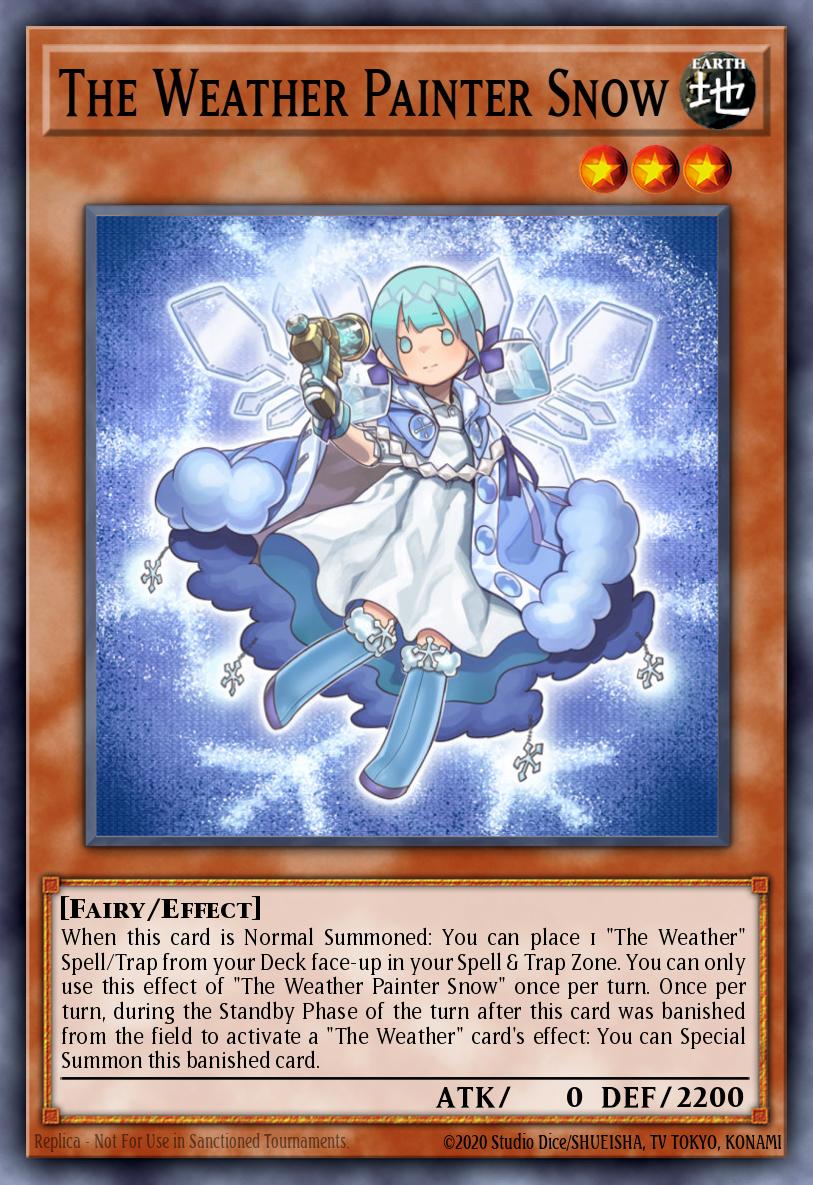 The Weather Painter Snow
EARTH
地
[Fairy/Effect]
When this card is Normal Summoned: You can place 1 "The Weather"
Spell/Trap from your Deck face-up in your Spell & Trap Zone. You can only
use this effect of "The Weather Painter Snow" once per turn. Once per
turn, during the Standby Phase of the turn after this card was banished
from the field to activate a "The Weather" card's effect: You can Special
Summon this banished card.
ATK/ 0 DEF/2200
Replica - Not For Use in Sanctioned Tournaments.
©2020 Studio Dice/SHUEISHA, TV TOKYO, KONAMI